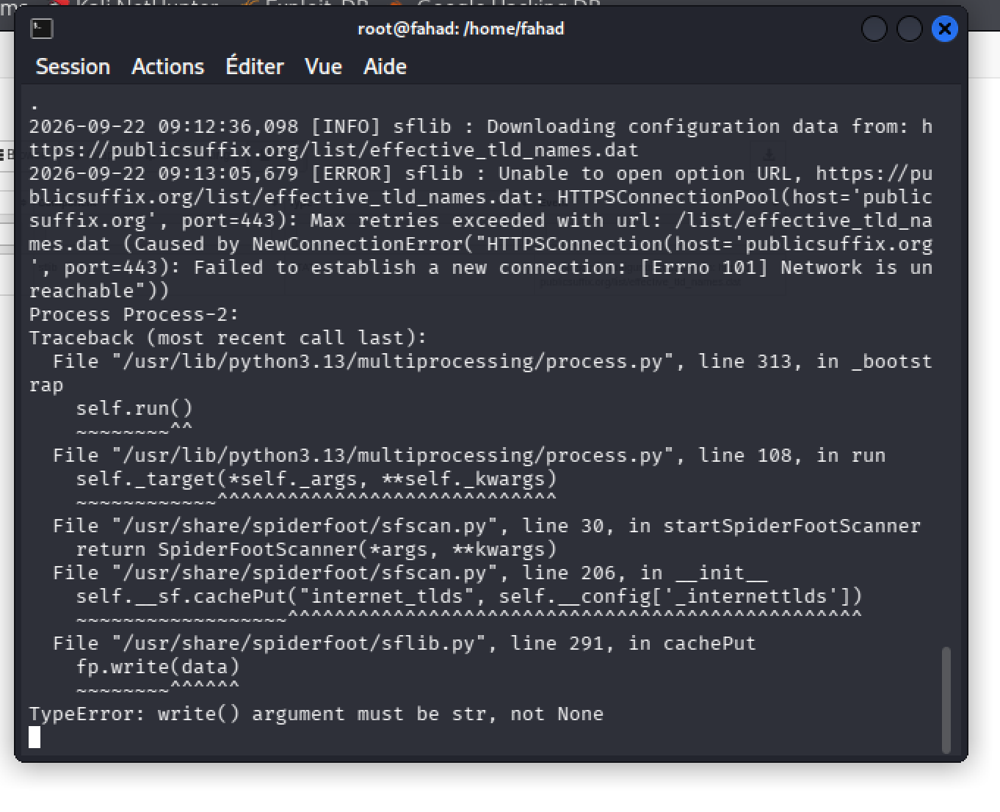 Kali NetHunter Exploit-DB Google Hacking DB
root@fahad: /home/fahad
Session Actions Éditer Vue Aide
.
2026-09-22 09:12:36,098 [INFO] sflib : Downloading configuration data from: h
ttps://publicsuffix.org/list/effective_tld_names.dat
2026-09-22 09:13:05,679 [ERROR] sflib : Unable to open option URL, https://pu
blicsuffix.org/list/effective_tld_names.dat: HTTPSConnectionPool(host='public
suffix.org', port=443): Max retries exceeded with url: /list/effective_tld_na
mes.dat (Caused by NewConnectionError("HTTPSConnection(host='publicsuffix.org
', port=443): Failed to establish a new connection: [Errno 101] Network is un
reachable"))
Process Process-2:
Traceback (most recent call last):
  File "/usr/lib/python3.13/multiprocessing/process.py", line 313, in _bootst
rap
    self.run()
    ~~~~~~~~^^
  File "/usr/lib/python3.13/multiprocessing/process.py", line 108, in run
    self._target(*self._args, **self._kwargs)
    ~~~~~~~~~~~~^^^^^^^^^^^^^^^^^^^^^^^^^^^^^
  File "/usr/share/spiderfoot/sfscan.py", line 30, in startSpiderFootScanner
    return SpiderFootScanner(*args, **kwargs)
  File "/usr/share/spiderfoot/sfscan.py", line 206, in __init__
    self.__sf.cachePut("internet_tlds", self.__config['_internettlds'])
    ~~~~~~~~~~~~~~~~~~^^^^^^^^^^^^^^^^^^^^^^^^^^^^^^^^^^^^^^^^^^^^^^^^^
  File "/usr/share/spiderfoot/sflib.py", line 291, in cachePut
    fp.write(data)
    ~~~~~~~~^^^^^^
TypeError: write() argument must be str, not None